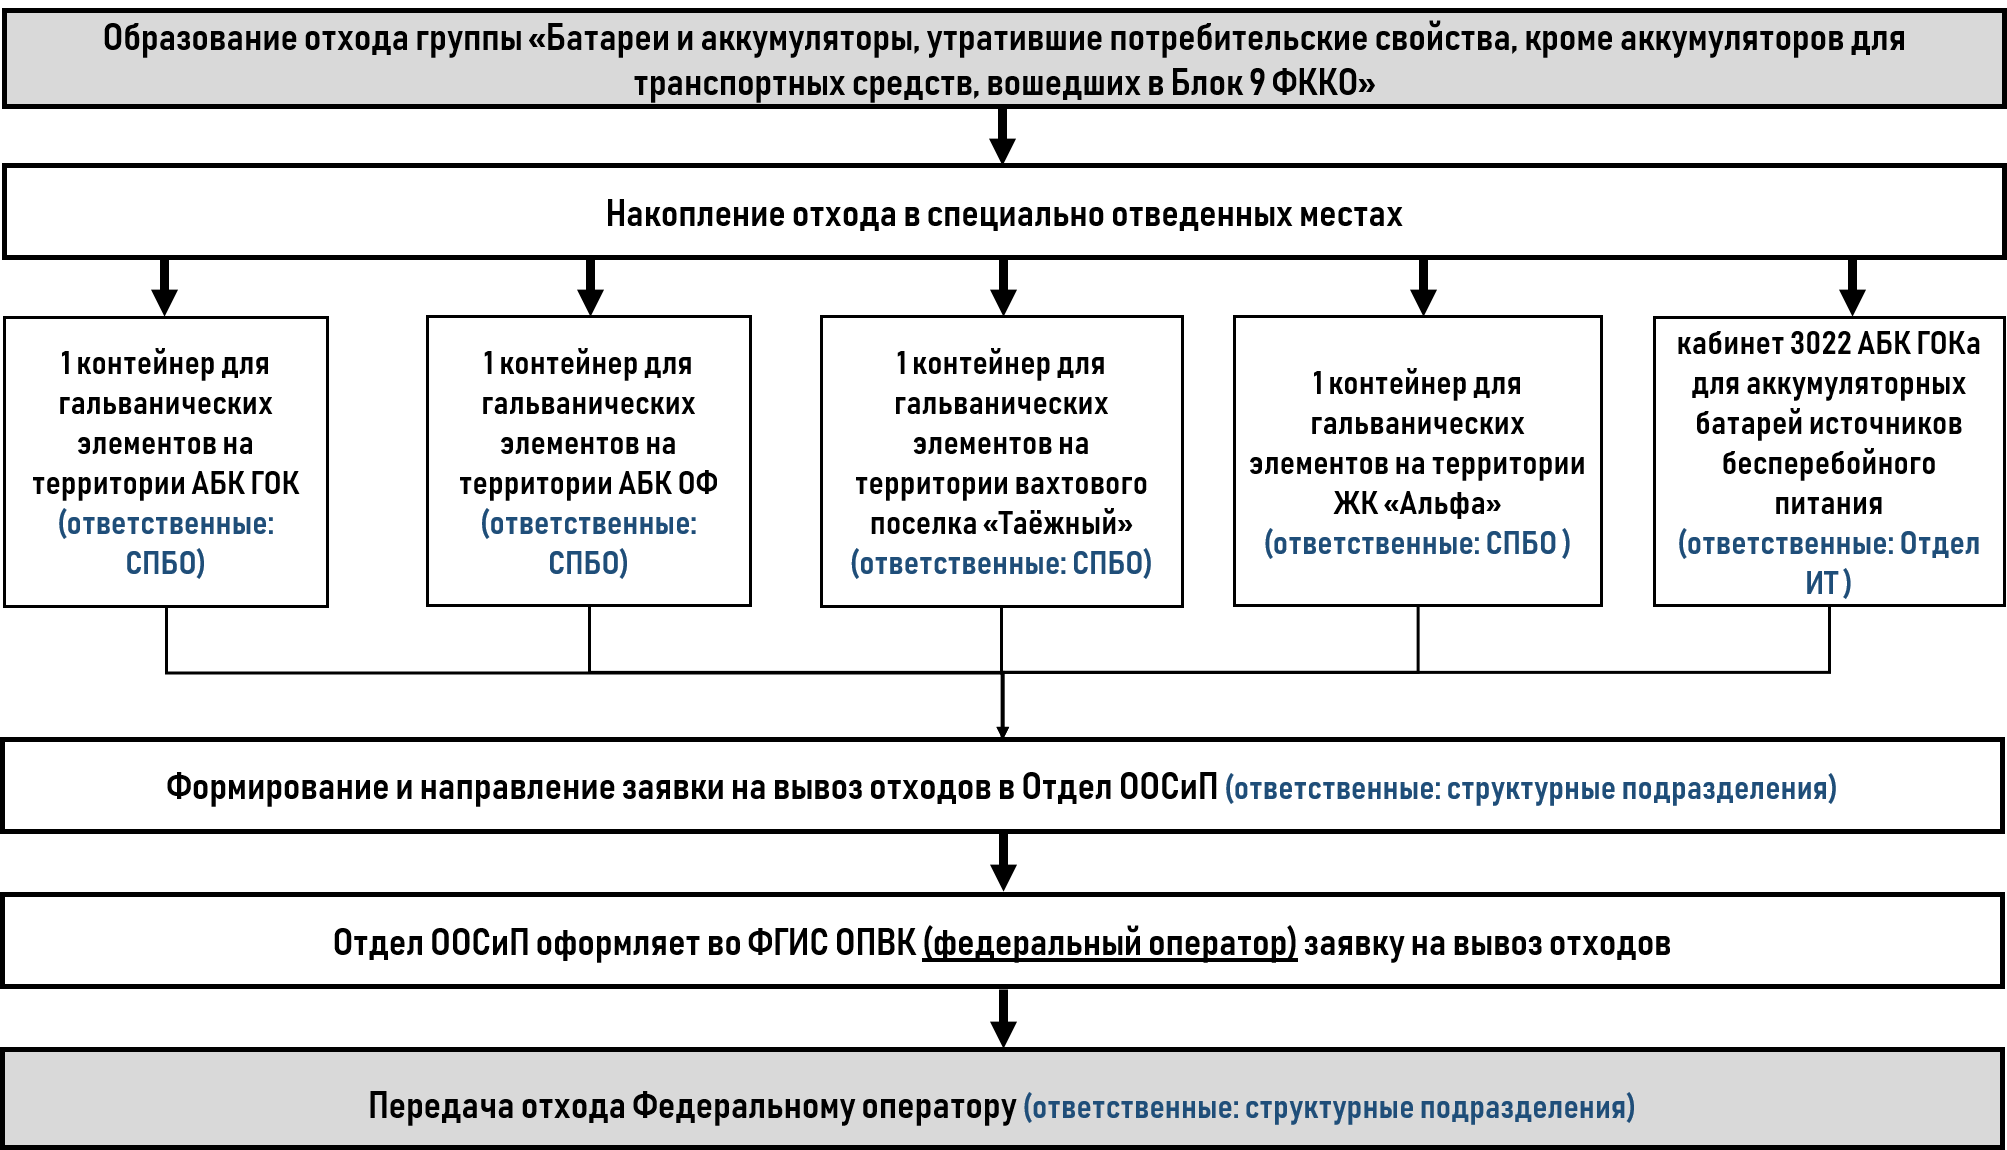 Образование отхода группы «Батареи и аккумуляторы, утратившие потребительские свойства, кроме аккумуляторов для
транспортных средств, вошедших в Блок 9 ФККО»
Накопление отхода в специально отведенных местах
1 контейнер для
гальванических
элементов на
территории АБК ГОК
(ответственные:
СПБО)
1 контейнер для
гальванических
элементов на
территории АБК ОФ
(ответственные:
СПБО)
1 контейнер для
гальванических
элементов на
территории вахтового
поселка «Таёжный»
(ответственные: СПБО)
1 контейнер для
гальванических
элементов на территории
ЖК «Альфа»
(ответственные: СПБО )
кабинет 3022 АБК ГОКа
для аккумуляторных
батарей источников
бесперебойного
питания
(ответственные: Отдел
ИТ )
Формирование и направление заявки на вывоз отходов в Отдел ООСиП (ответственные: структурные подразделения)
Отдел ООСиП оформляет во ФГИС ОПВК (федеральный оператор) заявку на вывоз отходов
Передача отхода Федеральному оператору (ответственные: структурные подразделения)